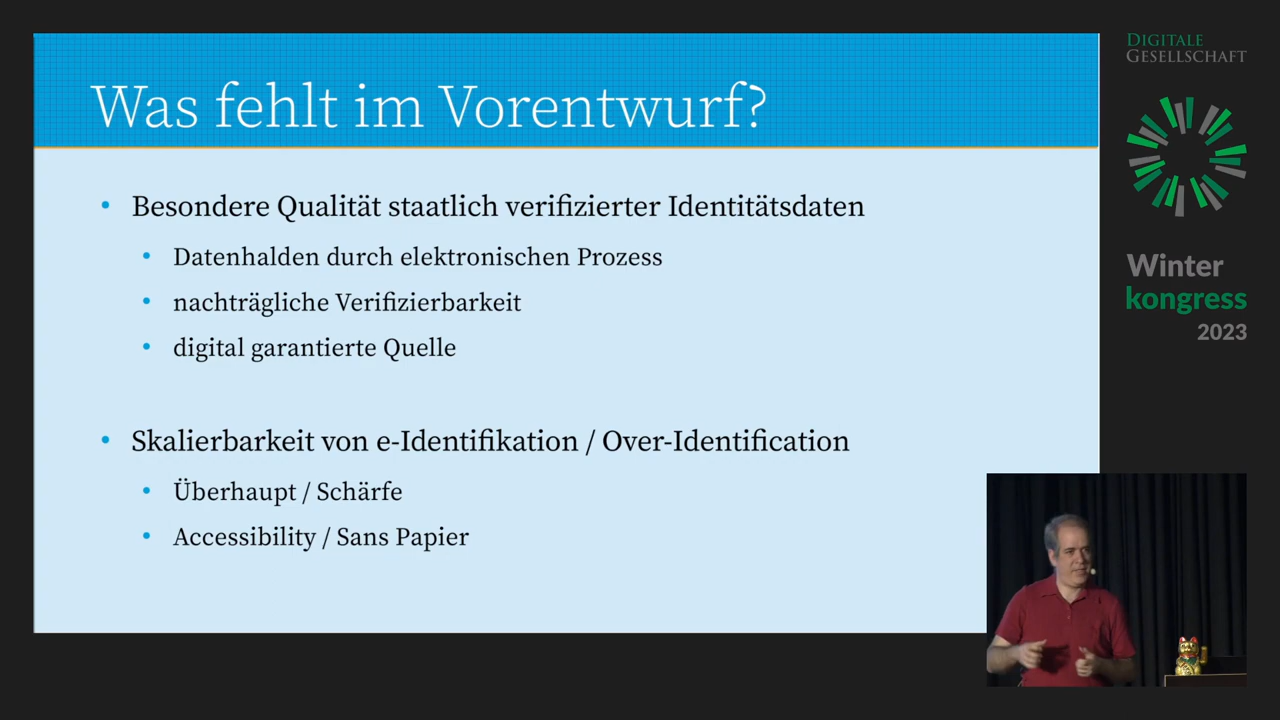 Was fehlt im Vorentwurf?
Besondere Qualität staatlich verifizierter Identitätsdaten
Datenhalden durch elektronischen Prozess
nachträgliche Verifizierbarkeit
digital garantierte Quelle
Skalierbarkeit von e-Identifikation / Over-Identification
Überhaupt / Schärfe
Accessibility / Sans Papier
DIGITALE
GESELLSCHAFT
Winter
kongress
2023